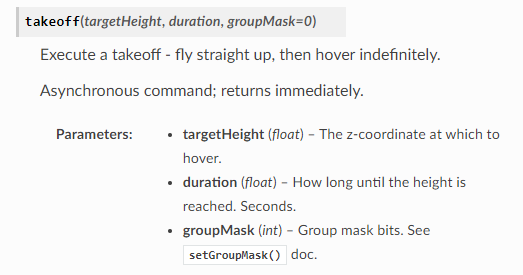 takeoff(targetHeight, duration, groupMask=0)
Execute a takeoff - fly straight up, then hover indefinitely.
Asynchronous command; returns immediately.
Parameters:
• targetHeight (float) – The z-coordinate at which to
hover.
• duration (float) – How long until the height is
reached. Seconds.
• groupMask (int) – Group mask bits. See
setGroupMask() doc.